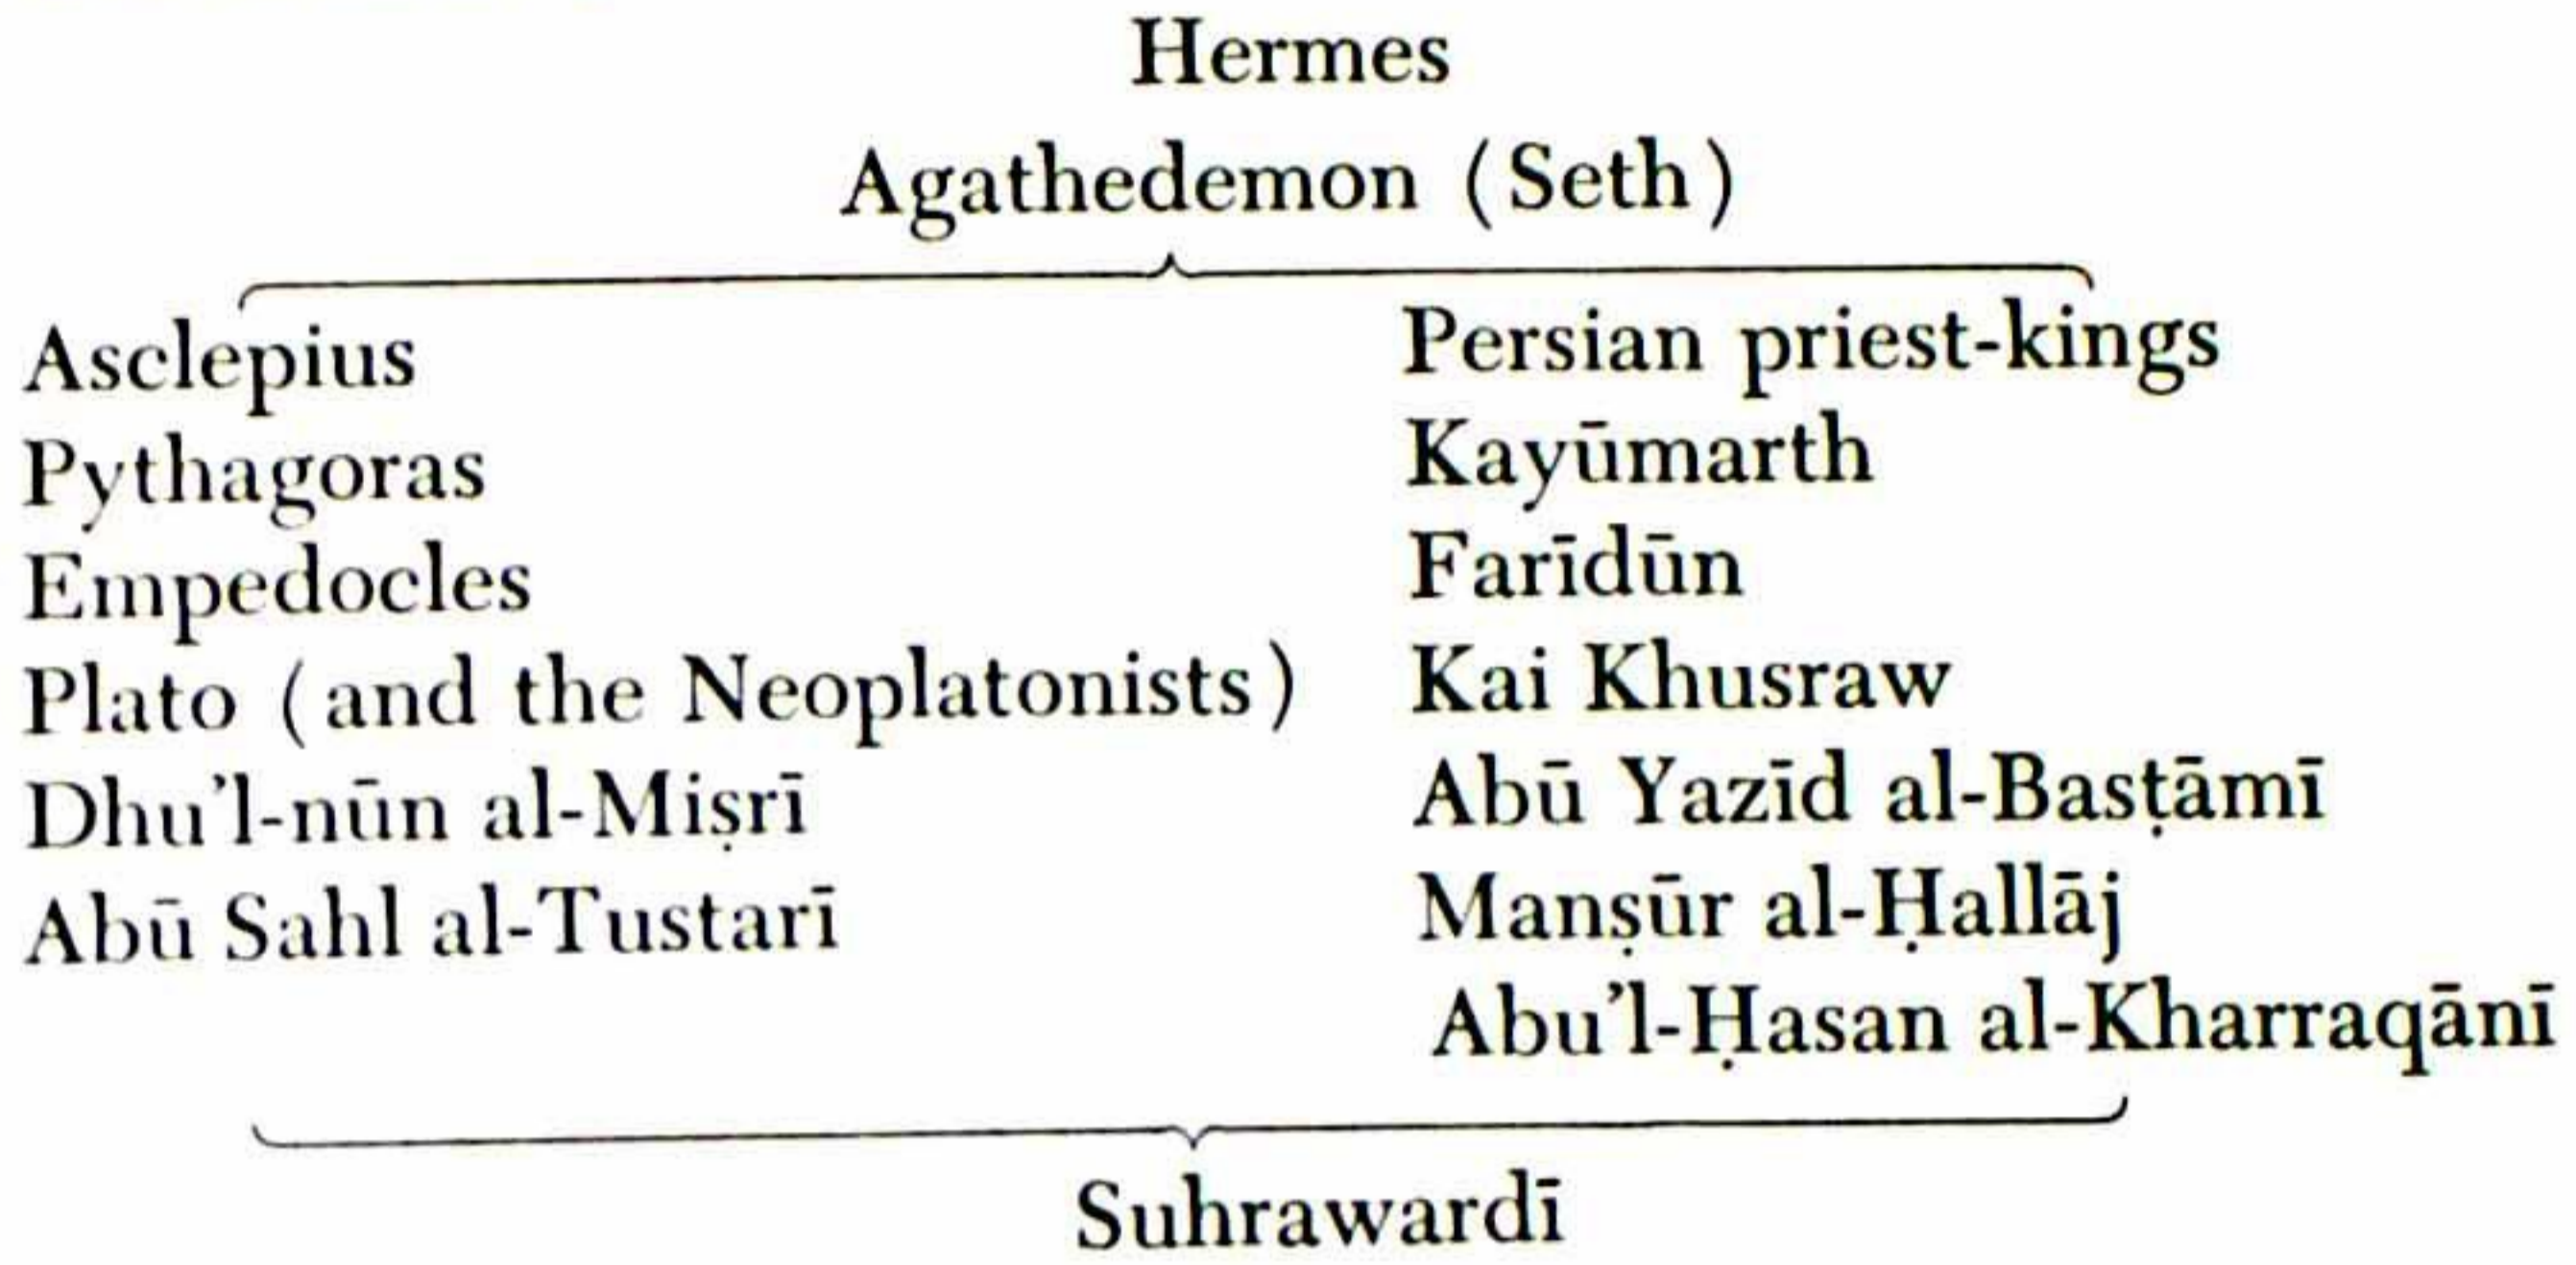 Hermes
Agathedemon (Seth)
Asclepius
Pythagoras
Empedocles
Plato (and the Neoplatonists)
Dhu’l-nūn al-Miṣrī
Abū Sahl al-Tustarī
Persian priest-kings
Kayūmarth
Farīdūn
Kai Khusraw
Abū Yazīd al-Basṭāmī
Manṣūr al-Ḥallāj
Abu’l-Ḥasan al-Kharraqānī
Suhrawardī